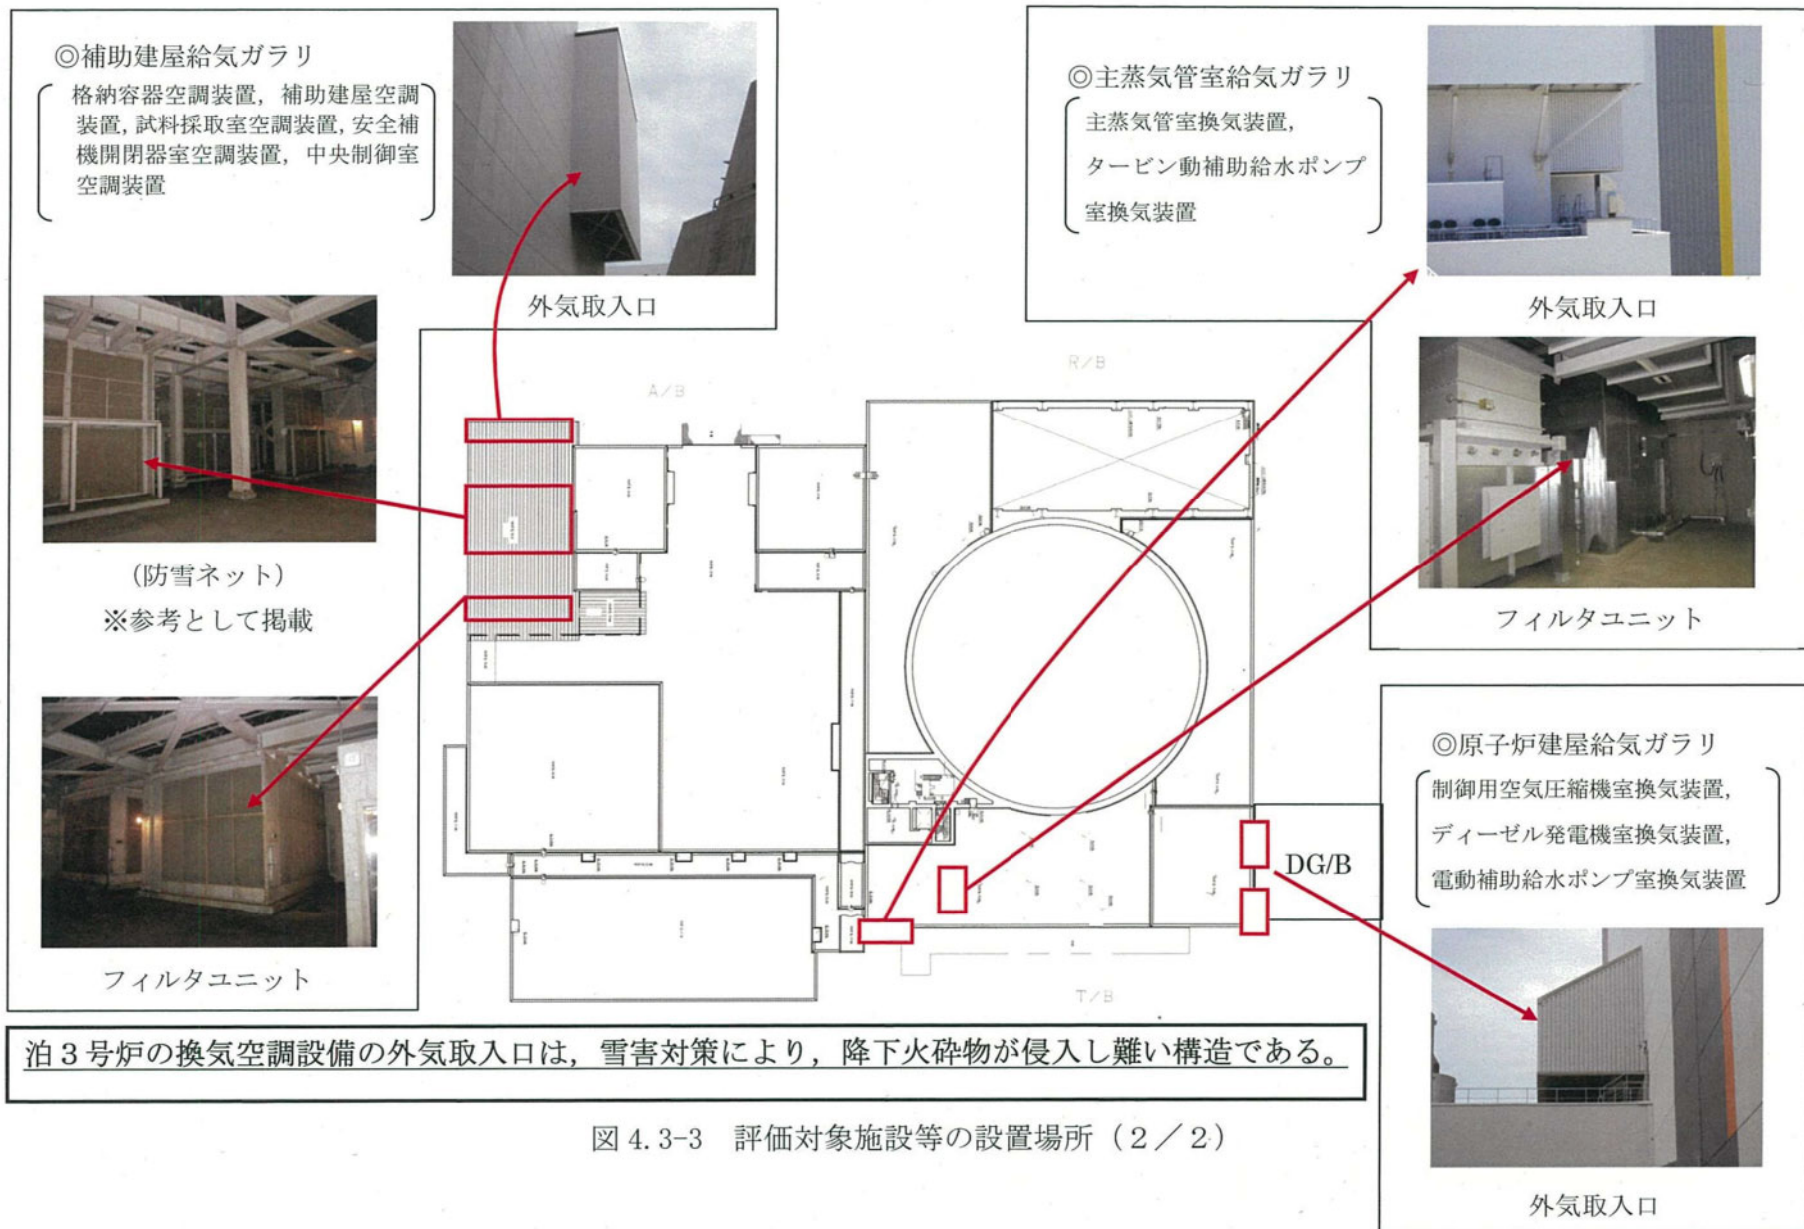 ◎補助建屋給気ガラリ
格納容器空調装置，補助建屋空調
装置，試料採取室空調装置，安全補
機開閉器室空調装置，中央制御室
空調装置
外気取入口
(防雪ネット)
※参考として掲載
フィルタユニット
◎主蒸気管室給気ガラリ
主蒸気管室換気装置，
タービン動補助給水ポンプ
室換気装置
外気取入口
フィルタユニット
A/B
R/B
T/B
DG/B
◎原子炉建屋給気ガラリ
制御用空気圧縮機室換気装置，
ディーゼル発電機室換気装置，
電動補助給水ポンプ室換気装置
外気取入口
泊３号炉の換気空調設備の外気取入口は，雪害対策により，降下火砕物が侵入し難い構造である。
図 4.3-3 評価対象施設等の設置場所（２／２）